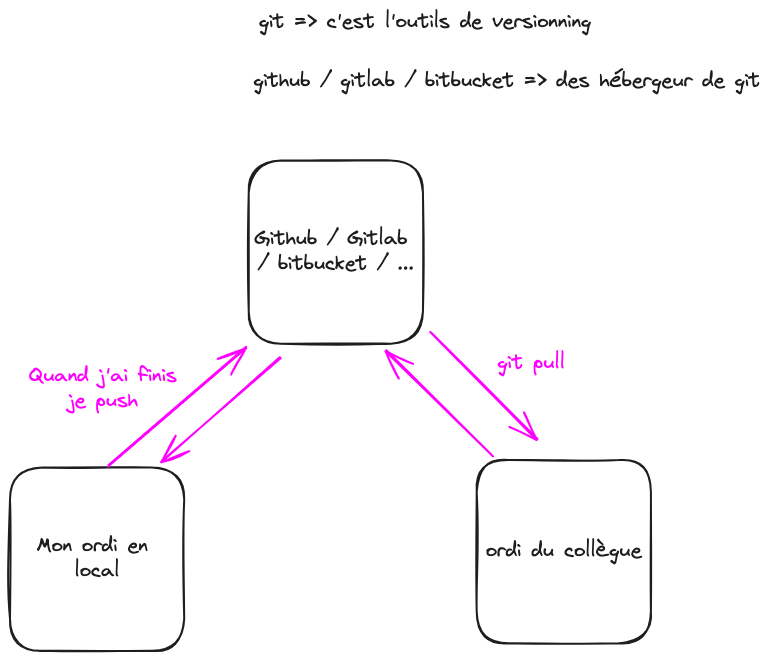 git => c'est l'outils de versionning
github / gitlab / bitbucket => des hébergeur de git
Github / Gitlab
/ bitbucket / ...
Quand j'ai finis
je push
git pull
Mon ordi en
local
ordi du collègue